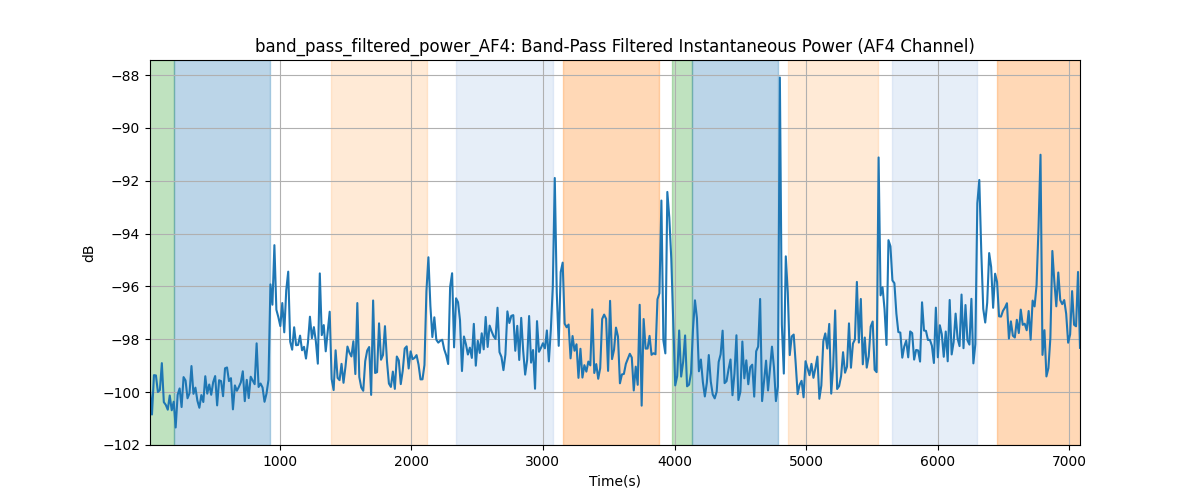 band_pass_filtered_power_AF4: Band-Pass Filtered Instantaneous Power (AF4 Channel)
−88
−90
−92
−94
−96
−98
−100
−102
dB
1000 2000 3000 4000 5000 6000 7000
Time(s)